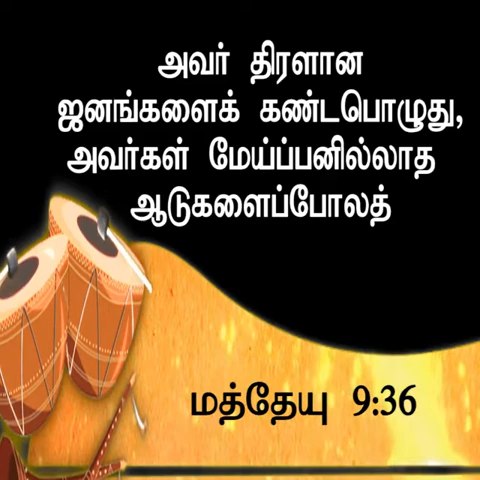 அவர் திரளான
ஜனங்களைக் கண்டபொழுது,
அவர்கள் மேய்ப்பனில்லாத
ஆடுகளைப்போலத்
மத்தேயு 9:36